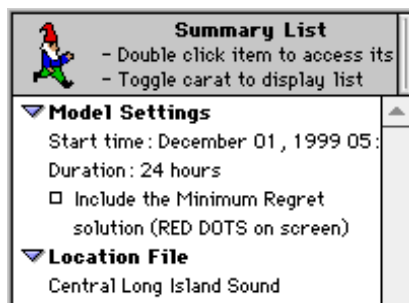 Summary List
- Double click item to access its
- Toggle carat to display list
Model Settings
Start time: December 01, 1999 05:
Duration: 24 hours
Include the Minimum Regret
solution (RED DOTS on screen)
Location File
Central Long Island Sound